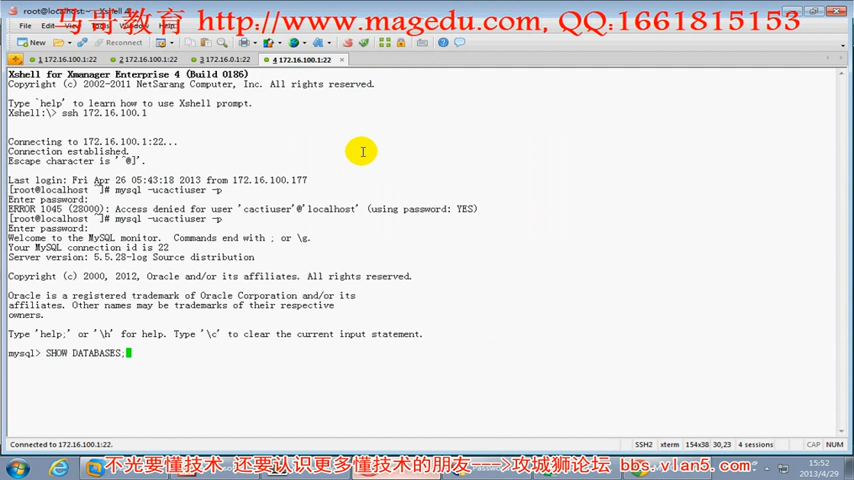 root@localhost:~ - Xshell 4
马哥教育 http://www.magedu.com, QQ:1661815153
New
Reconnect
1 172.16.100.1:22
2 172.16.100.1:22
3 172.16.0.1:22
4 172.16.100.1:22
Xshell for Xmanager Enterprise 4 (Build 0186)
Copyright (c) 2002-2011 NetSarang Computer, Inc. All rights reserved.
Type `help' to learn how to use Xshell prompt.
Xshell:\> ssh 172.16.100.1
Connecting to 172.16.100.1:22...
Connection established.
Escape character is '^@]'.
Last login: Fri Apr 26 05:43:18 2013 from 172.16.100.177
[root@localhost ~]# mysql -ucactiuser -p
Enter password:
ERROR 1045 (28000): Access denied for user 'cactiuser'@'localhost' (using password: YES)
[root@localhost ~]# mysql -ucactiuser -p
Enter password:
Welcome to the MySQL monitor.  Commands end with ; or \g.
Your MySQL connection id is 22
Server version: 5.5.28-log Source distribution
Copyright (c) 2000, 2012, Oracle and/or its affiliates. All rights reserved.
Oracle is a registered trademark of Oracle Corporation and/or its
affiliates. Other names may be trademarks of their respective
owners.
Type 'help;' or '\h' for help. Type '\c' to clear the current input statement.
mysql> SHOW DATABASES;
Connected to 172.16.100.1:22.
SSH2
xterm
154x38
30,23
4 sessions
CAP
NUM
不光要懂技术 还要认识更多懂技术的朋友--->攻城狮论坛 bbs.vlan5.com
15:52
2013/4/29